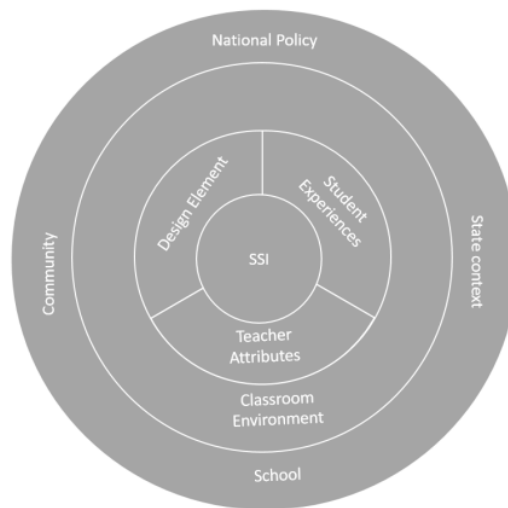 National Policy
Design Element
Student
Experiences
Community
State context
SSI
Teacher
Attributes
Classroom
Environment
School